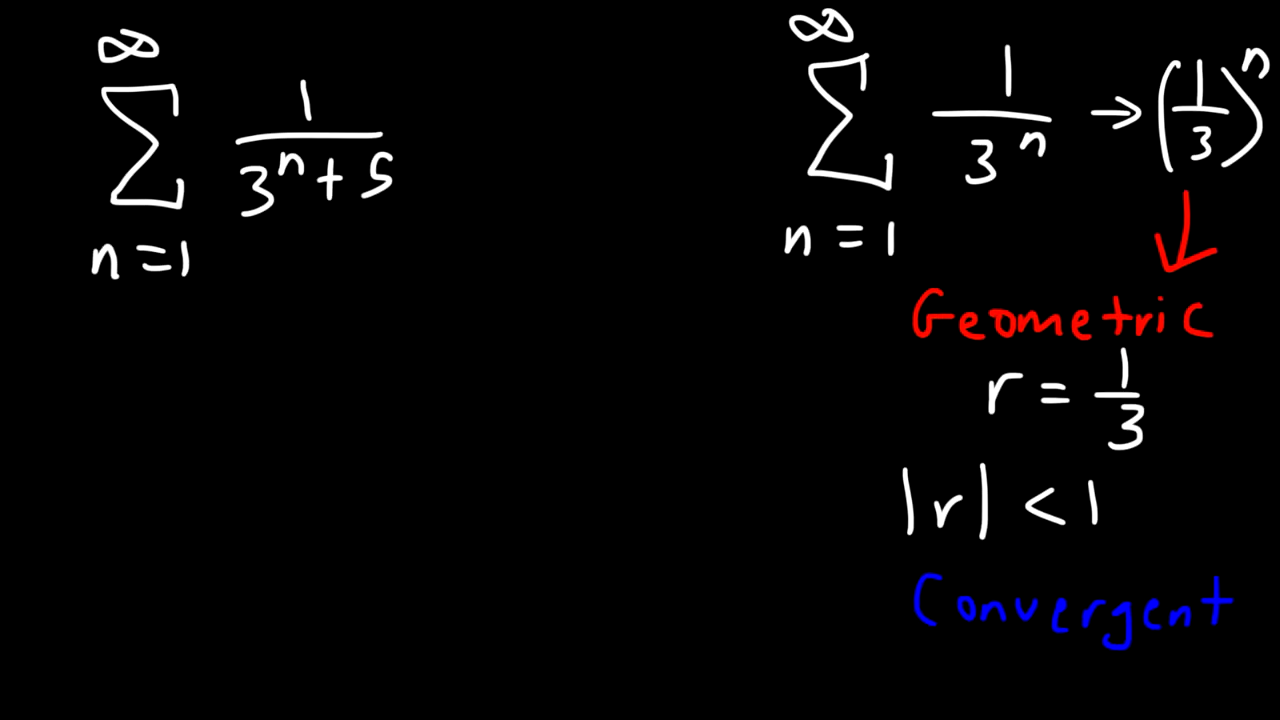 ∞
∑ 1/(3^n + 5)
n = 1
∞
∑ 1/3^n → (1/3)^n
n = 1
Geometric
r = 1/3
|r| < 1
Convergent